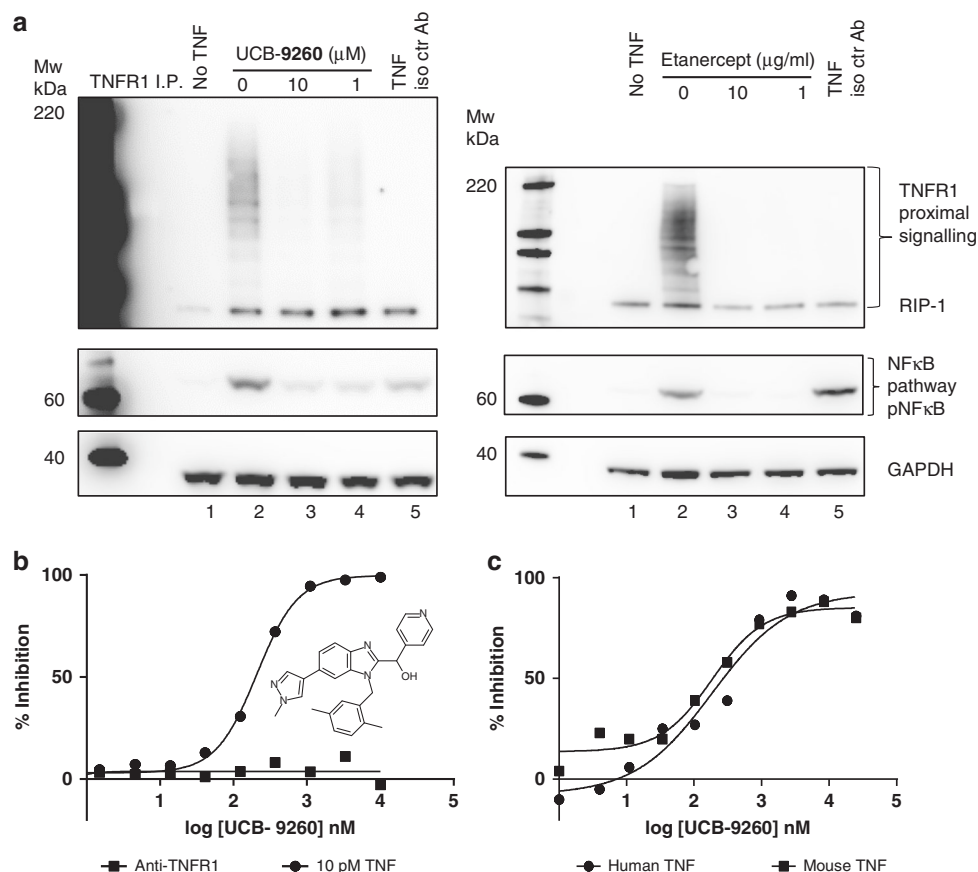 a
Mw
kDa
TNFR1 I.P.
No TNF
UCB-9260 (μM)
0 10 1
TNF
iso ctr Ab
220
60
40
1 2 3 4 5
No TNF
Etanercept (μg/ml)
0 10 1
TNF
iso ctr Ab
Mw
kDa
220
60
40
TNFR1
proximal
signalling
RIP-1
NFκB
pathway
pNFκB
GAPDH
1 2 3 4 5
b
% Inhibition
100
50
0
1 2 3 4 5
log [UCB- 9260] nM
N
N
N
N
N
OH
Anti-TNFR1 10 pM TNF
c
% Inhibition
100
50
0
1 2 3 4 5
log [UCB-9260] nM
Human TNF Mouse TNF